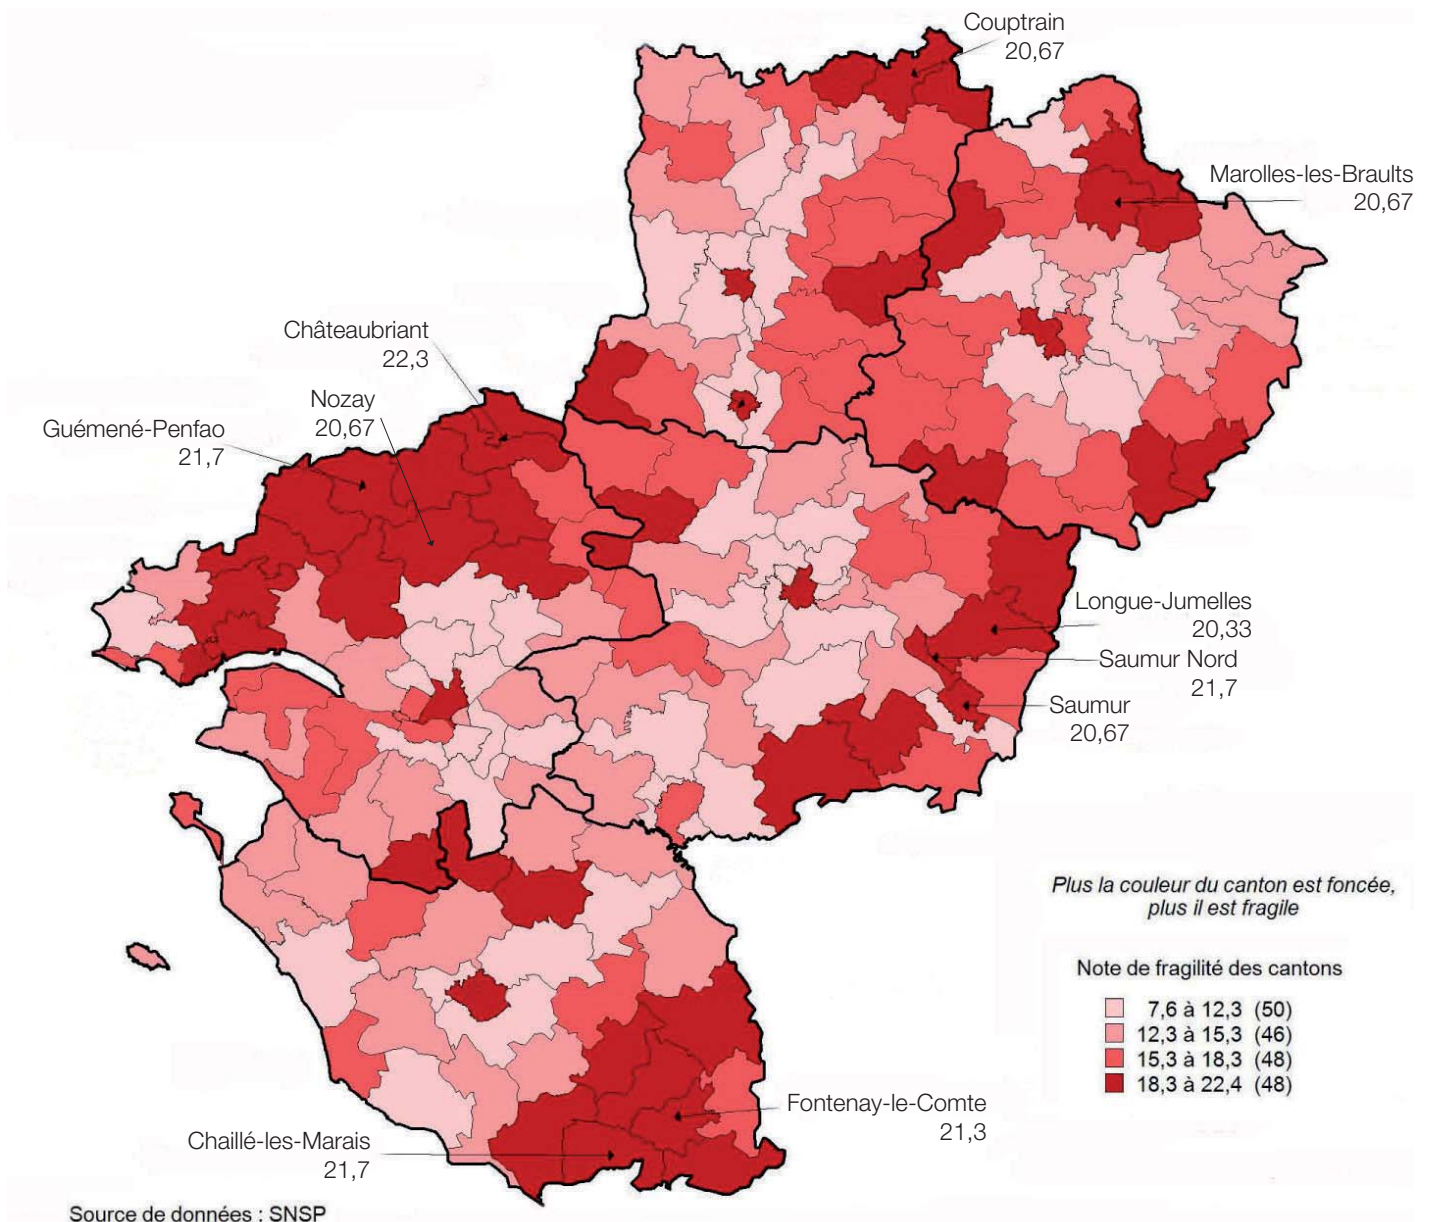 Couptrain
20,67
Marolles-les-Braults
20,67
Châteaubriant
22,3
Nozay
20,67
Guémené-Penfao
21,7
Longue-Jumelles
20,33
Saumur Nord
21,7
Saumur
20,67
Plus la couleur du canton est foncée,
plus il est fragile
Note de fragilité des cantons
7,6 à 12,3 (50)
12,3 à 15,3 (46)
15,3 à 18,3 (48)
18,3 à 22,4 (48)
Fontenay-le-Comte
21,3
Chaillé-les-Marais
21,7
Source de données : SNSP